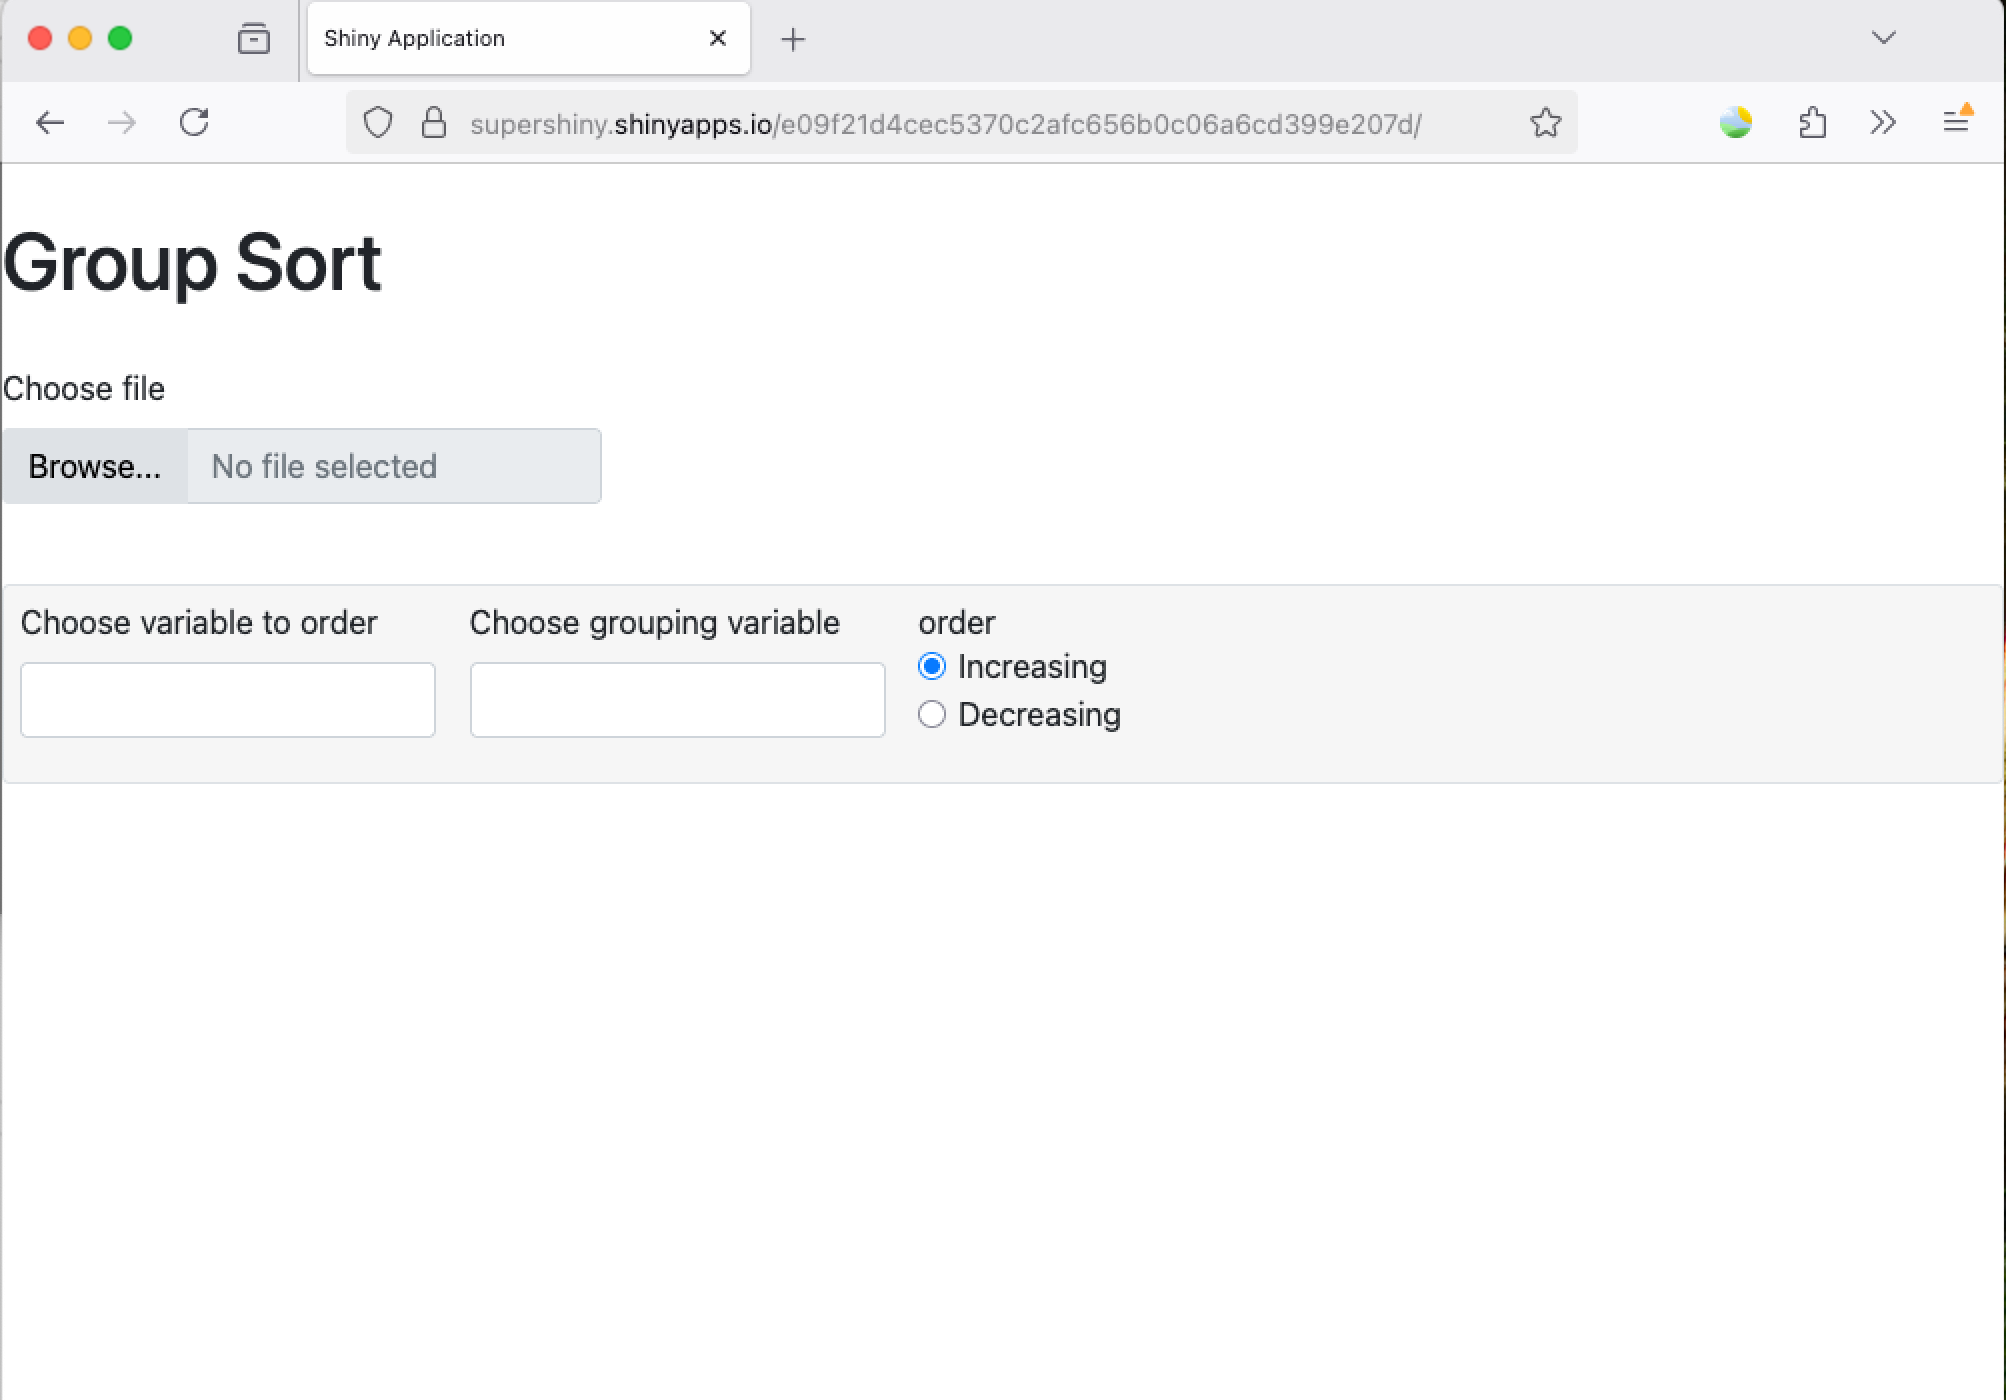 Shiny Application
supershiny.shinyapps.io/e09f21d4cec5370c2afc656b0c06a6cd399e207d/
Group Sort
Choose file
Browse... No file selected
Choose variable to order Choose grouping variable order
Increasing
Decreasing